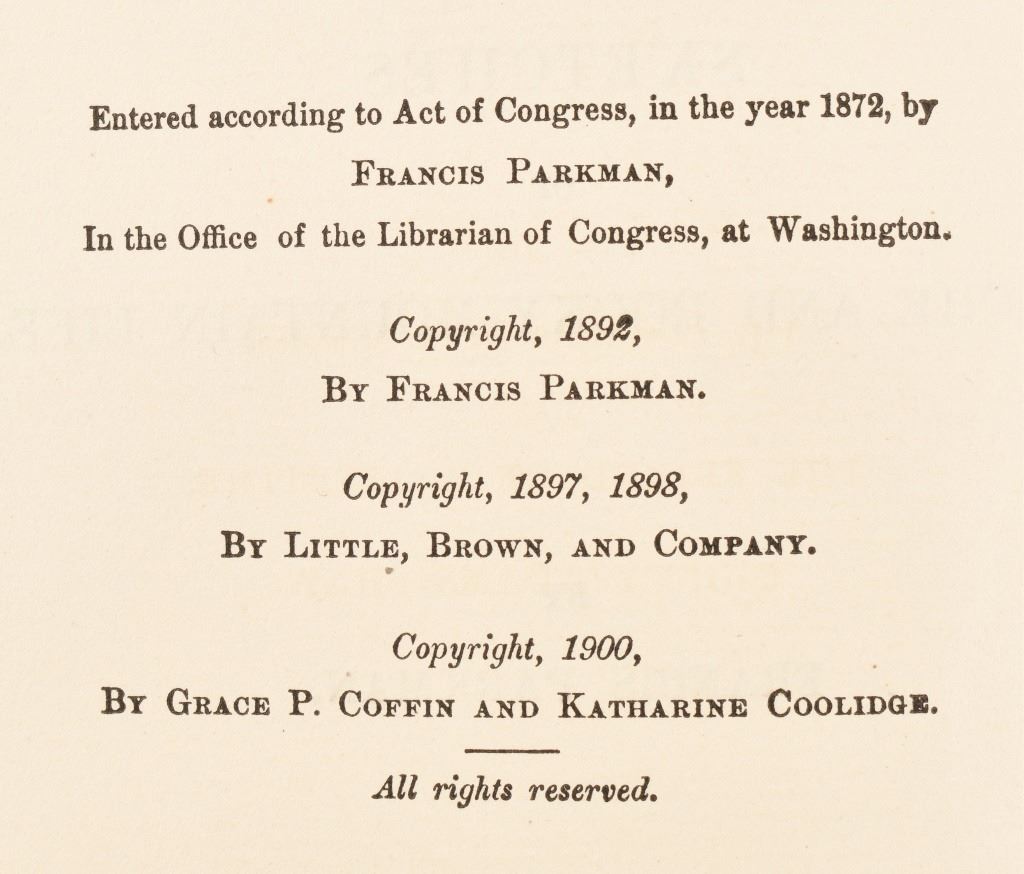 Entered according to Act of Congress, in the year 1872, by
FRANCIS PARKMAN,
In the Office of the Librarian of Congress, at Washington.
Copyright, 1892,
BY FRANCIS PARKMAN.
Copyright, 1897, 1898,
BY LITTLE, BROWN, AND COMPANY.
Copyright, 1900,
BY GRACE P. COFFIN AND KATHARINE COOLIDGE.
All rights reserved.